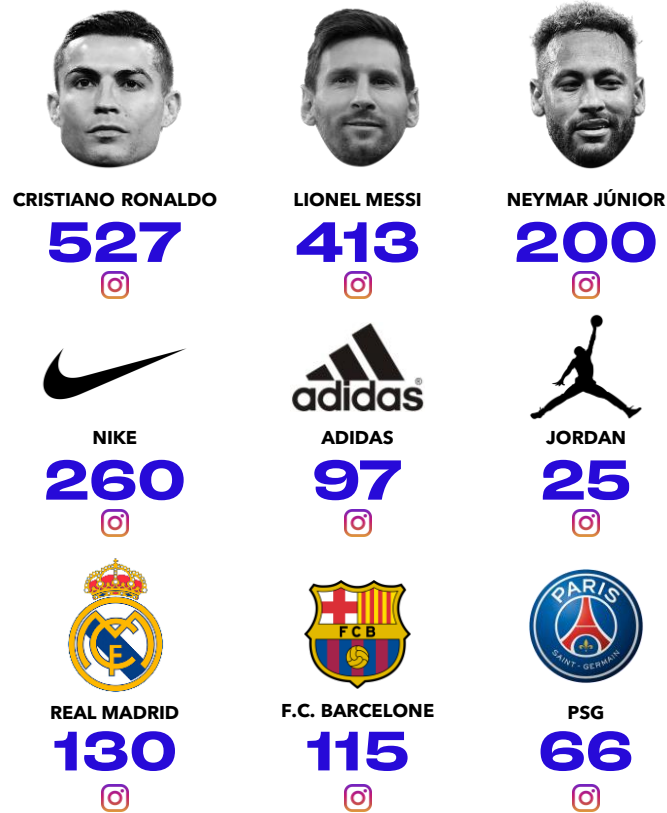 CRISTIANO RONALDO
527
LIONEL MESSI
413
NEYMAR JÚNIOR
200
NIKE
260
adidas®
ADIDAS
97
JORDAN
25
REAL MADRID
130
FCB
F.C. BARCELONE
115
PARIS
SAINT-GERMAIN
PSG
66